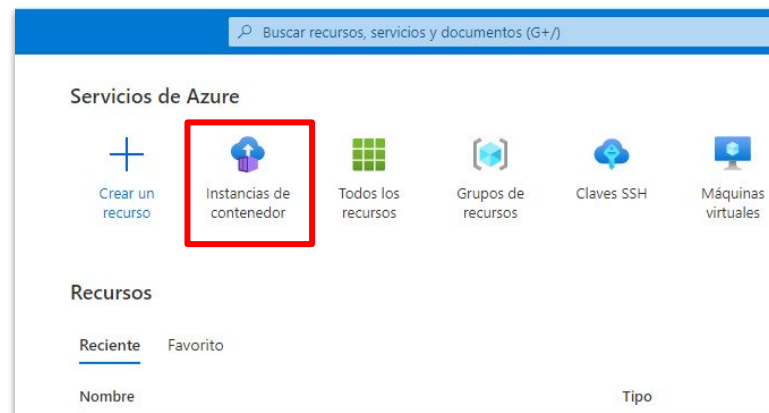 Buscar recursos, servicios y documentos (G+/)
Servicios de Azure
Crear un
recurso
Instancias de
contenedor
Todos los
recursos
Grupos de
recursos
Claves SSH
Máquinas
virtuales
Recursos
Reciente Favorito
Nombre Tipo